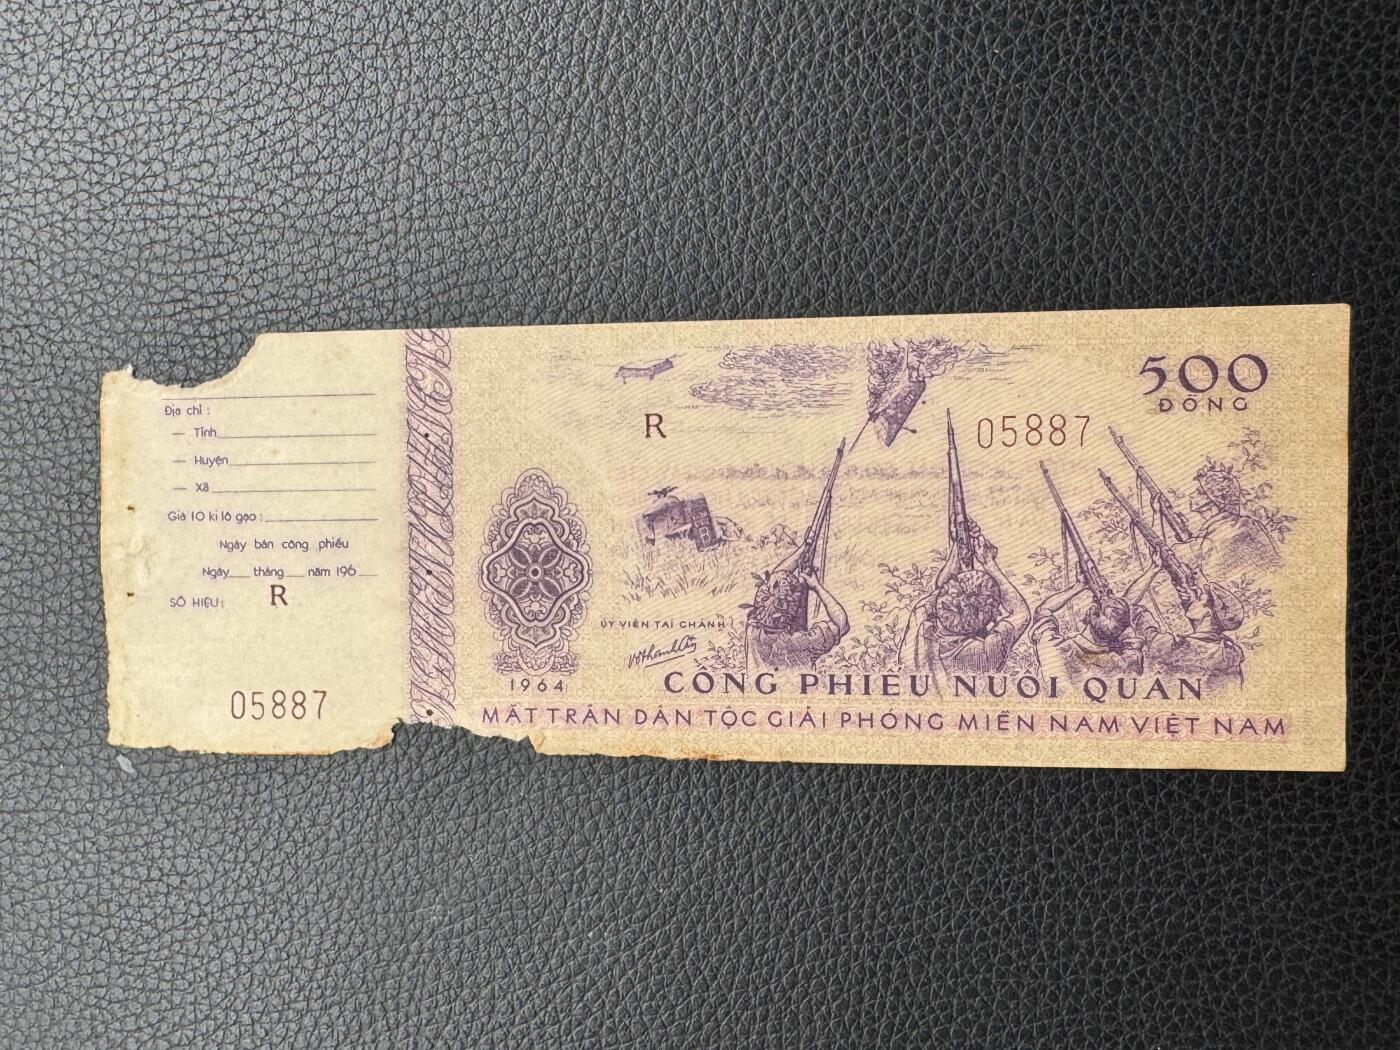 Địa chỉ :
— Tỉnh
— Huyện
— Xã
Giá 10 ki lô gạo :
Ngày bán công phiếu
Ngày tháng năm 196
SỐ HIỆU: R
05887
500
ĐỒNG
R 05887
ỦY VIÊN TÀI CHÁNH
1964
CÔNG PHIẾU NUÔI QUÂN
MẶT TRẬN DÂN TỘC GIẢI PHÓNG MIỀN NAM VIỆT NAM